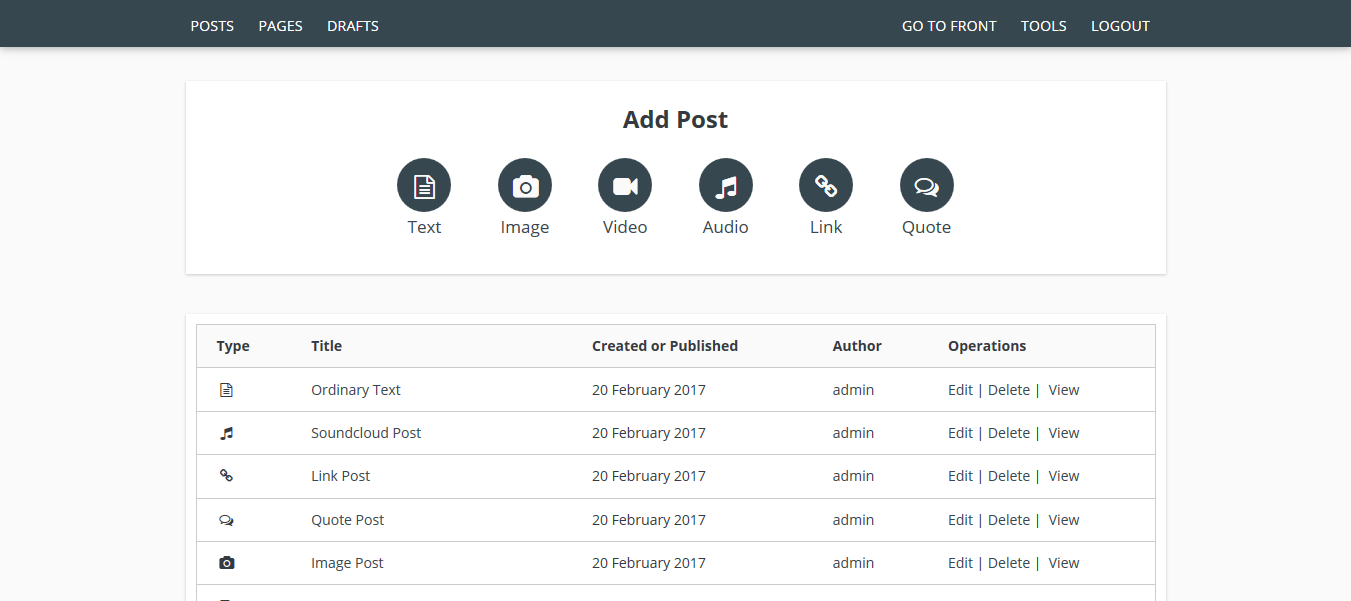 POSTS PAGES DRAFTS GO TO FRONT TOOLS LOGOUT
Add Post
Text Image Video Audio Link Quote
Type Title Created or Published Author Operations
Ordinary Text 20 February 2017 admin Edit | Delete | View
Soundcloud Post 20 February 2017 admin Edit | Delete | View
Link Post 20 February 2017 admin Edit | Delete | View
Quote Post 20 February 2017 admin Edit | Delete | View
Image Post 20 February 2017 admin Edit | Delete | View